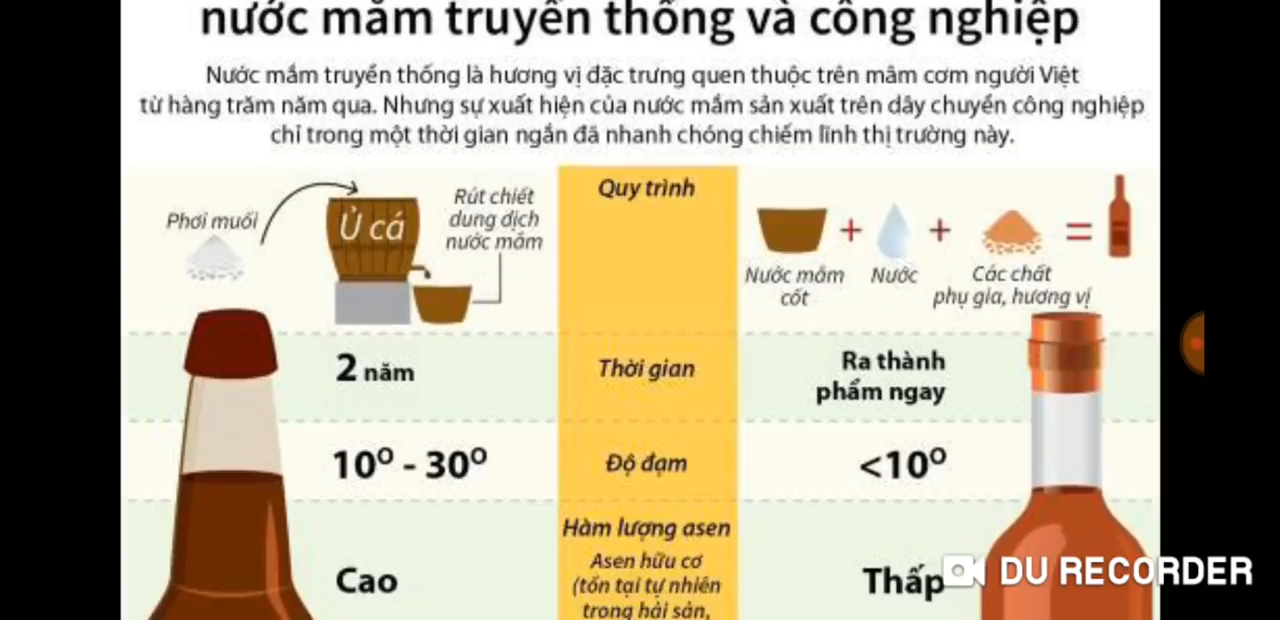 nước mắm truyền thống và công nghiệp
Nước mắm truyền thống là hương vị đặc trưng quen thuộc trên mâm cơm người Việt
từ hàng trăm năm qua. Nhưng sự xuất hiện của nước mắm sản xuất trên dây chuyền công nghiệp
chỉ trong một thời gian ngắn đã nhanh chóng chiếm lĩnh thị trường này.
Quy trình
Phơi muối
Ủ cá
Rút chiết
dung dịch
nước mắm
Nước mắm
cốt
+
Nước
+
Các chất
phụ gia, hương vị
=
2 năm
Thời gian
Ra thành
phẩm ngay
10º - 30º
Độ đạm
<10º
Hàm lượng asen
Asen hữu cơ
(tồn tại tự nhiên
trong hải sản,
Cao
Thấp
DU RECORDER